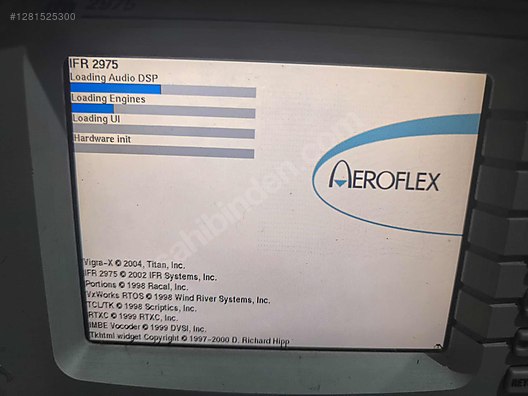 #1281525300
2975
IFR 2975
Loading Audio DSP
Loading Engines
Loading UI
Hardware init
AEROFLEX
sahibinden.com
Vigra-X © 2004, Titan, Inc.
IFR 2975 © 2002 IFR Systems, Inc.
Portions © 1998 Racal, Inc.
VxWorks RTOS © 1998 Wind River Systems, Inc.
TCL/TK © 1998 Scriptics, Inc.
RTXC © 1999 RTXC, Inc.
IMBE Vocoder © 1999 DVSI, Inc.
Tkhtml widget Copyright © 1997-2000 D. Richard Hipp